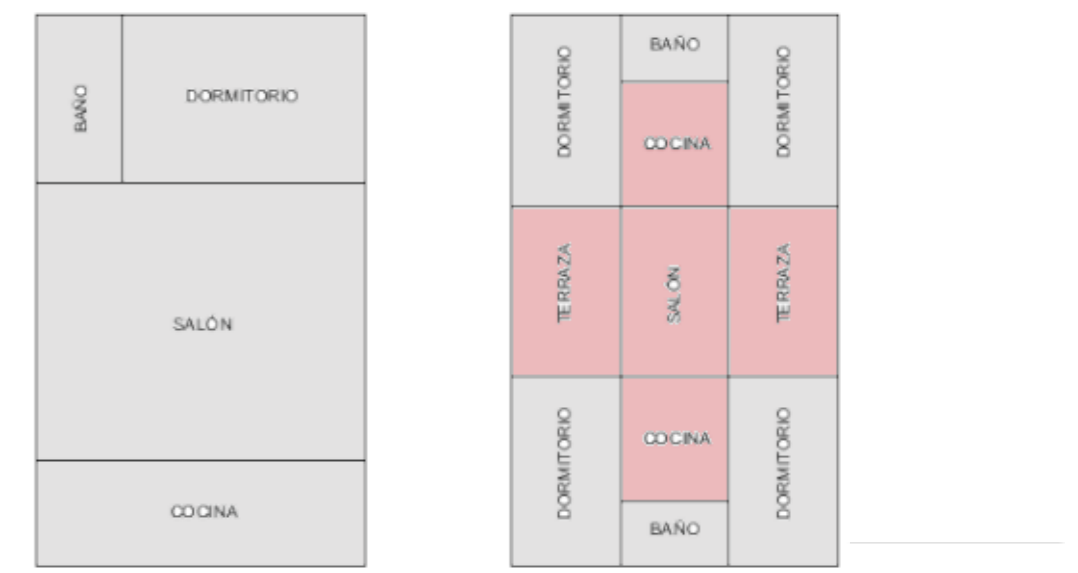 BAÑO
DORMITORIO
SALÓN
COCINA
DORMITORIO
BAÑO
DORMITORIO
COCINA
TERRAZA
SALÓN
TERRAZA
DORMITORIO
COCINA
DORMITORIO
BAÑO